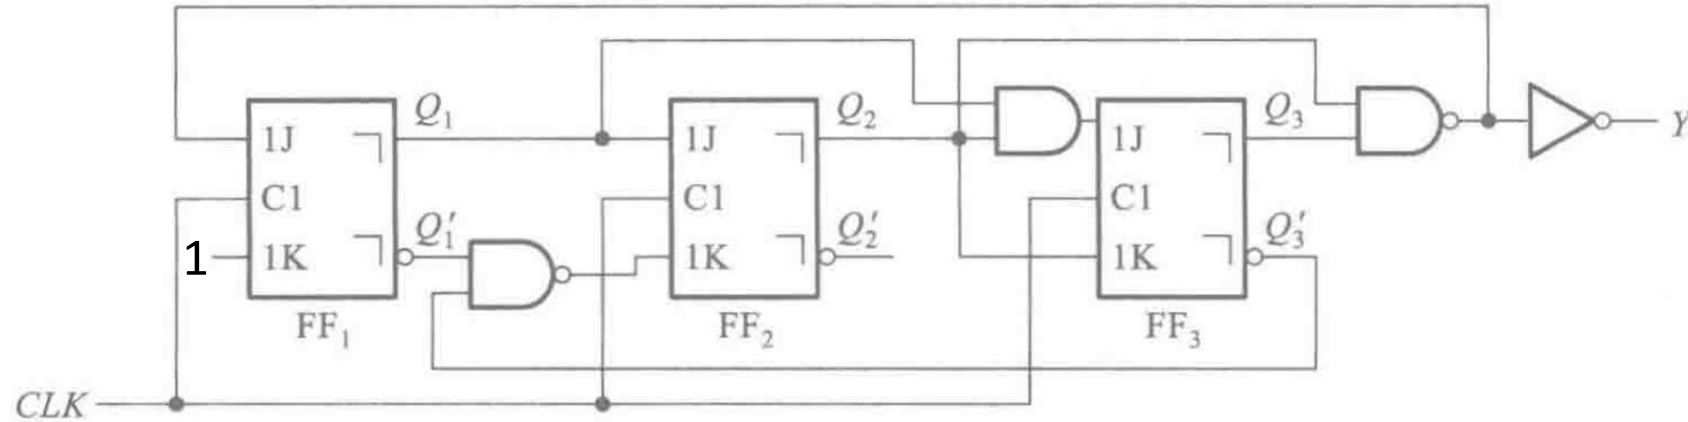 Q₁ Q₂ Q₃
1J 1J 1J Y
C1 C1 C1
Q₁′ Q₂′ Q₃′
1 1K 1K 1K
FF₁ FF₂ FF₃
CLK